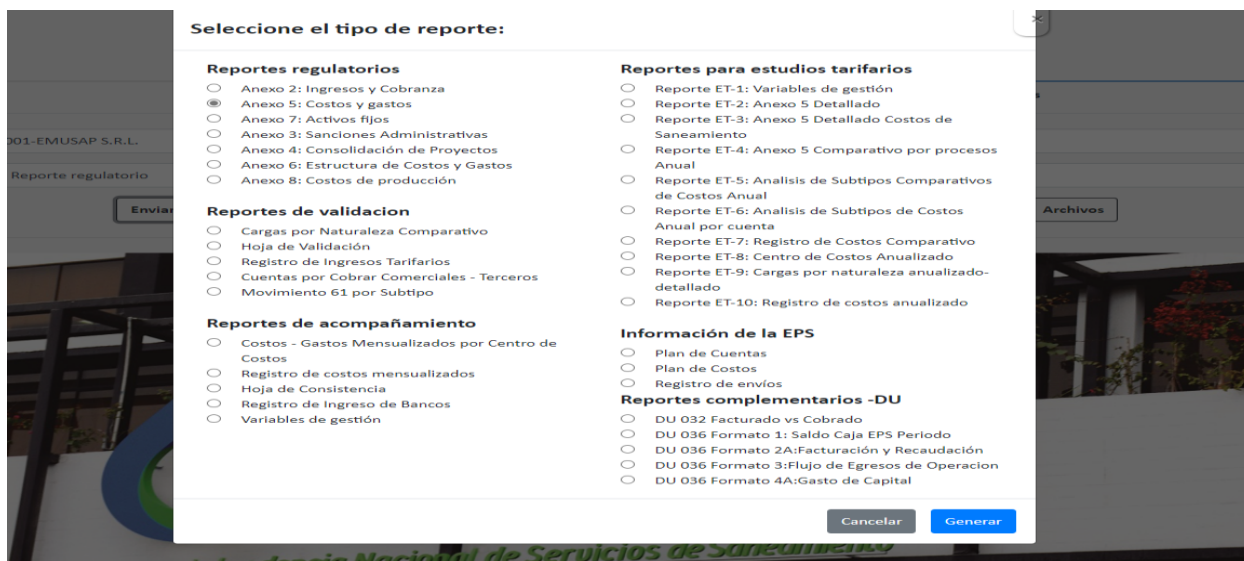 Seleccione el tipo de reporte:
×
Reportes regulatorios
Anexo 2: Ingresos y Cobranza
Anexo 5: Costos y gastos
Anexo 7: Activos fijos
Anexo 3: Sanciones Administrativas
Anexo 4: Consolidación de Proyectos
Anexo 6: Estructura de Costos y Gastos
Anexo 8: Costos de producción
Reportes de validacion
Cargas por Naturaleza Comparativo
Hoja de Validación
Registro de Ingresos Tarifarios
Cuentas por Cobrar Comerciales - Terceros
Movimiento 61 por Subtipo
Reportes de acompañamiento
Costos - Gastos Mensualizados por Centro de
Costos
Registro de costos mensualizados
Hoja de Consistencia
Registro de Ingreso de Bancos
Variables de gestión
Reportes para estudios tarifarios
Reporte ET-1: Variables de gestión
Reporte ET-2: Anexo 5 Detallado
Reporte ET-3: Anexo 5 Detallado Costos de
Saneamiento
Reporte ET-4: Anexo 5 Comparativo por procesos
Anual
Reporte ET-5: Analisis de Subtipos Comparativos
de Costos Anual
Reporte ET-6: Analisis de Subtipos de Costos
Anual por cuenta
Reporte ET-7: Registro de Costos Comparativo
Reporte ET-8: Centro de Costos Anualizado
Reporte ET-9: Cargas por naturaleza anualizado-
detallado
Reporte ET-10: Registro de costos anualizado
Información de la EPS
Plan de Cuentas
Plan de Costos
Registro de envíos
Reportes complementarios -DU
DU 032 Facturado vs Cobrado
DU 036 Formato 1: Saldo Caja EPS Periodo
DU 036 Formato 2A:Facturación y Recaudación
DU 036 Formato 3:Flujo de Egresos de Operacion
DU 036 Formato 4A:Gasto de Capital
Cancelar
Generar
001-EMUSAP S.R.L.
Reporte regulatorio
Enviar
Archivos
Nacional de Servicios de Saneamiento